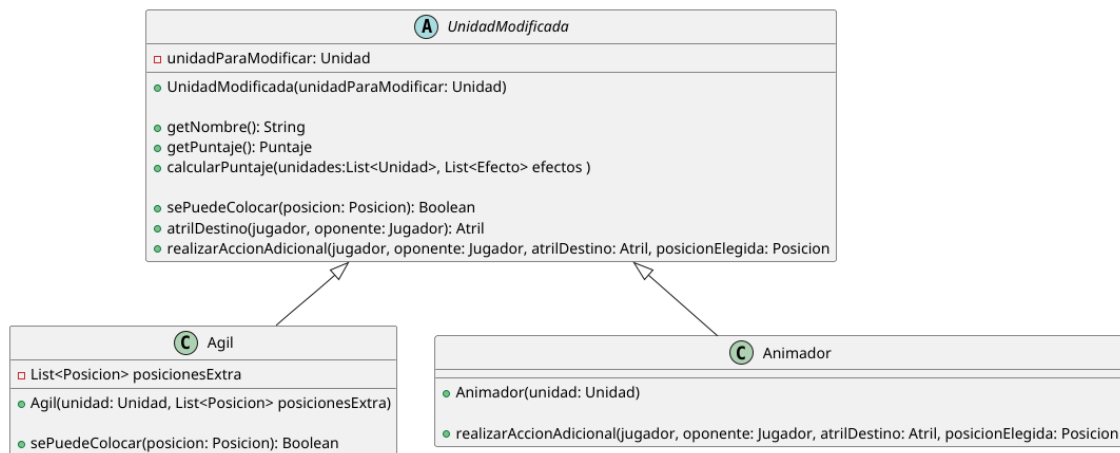 A UnidadModificada
unidadParaModificar: Unidad
UnidadModificada(unidadParaModificar: Unidad)
getNombre(): String
getPuntaje(): Puntaje
calcularPuntaje(unidades:List<Unidad>, List<Efecto> efectos )
sePuedeColocar(posicion: Posicion): Boolean
atrilDestino(jugador, oponente: Jugador): Atril
realizarAccionAdicional(jugador, oponente: Jugador, atrilDestino: Atril, posicionElegida: Posicion
C Agil
List<Posicion> posicionesExtra
Agil(unidad: Unidad, List<Posicion> posicionesExtra)
sePuedeColocar(posicion: Posicion): Boolean
C Animador
Animador(unidad: Unidad)
realizarAccionAdicional(jugador, oponente: Jugador, atrilDestino: Atril, posicionElegida: Posicion